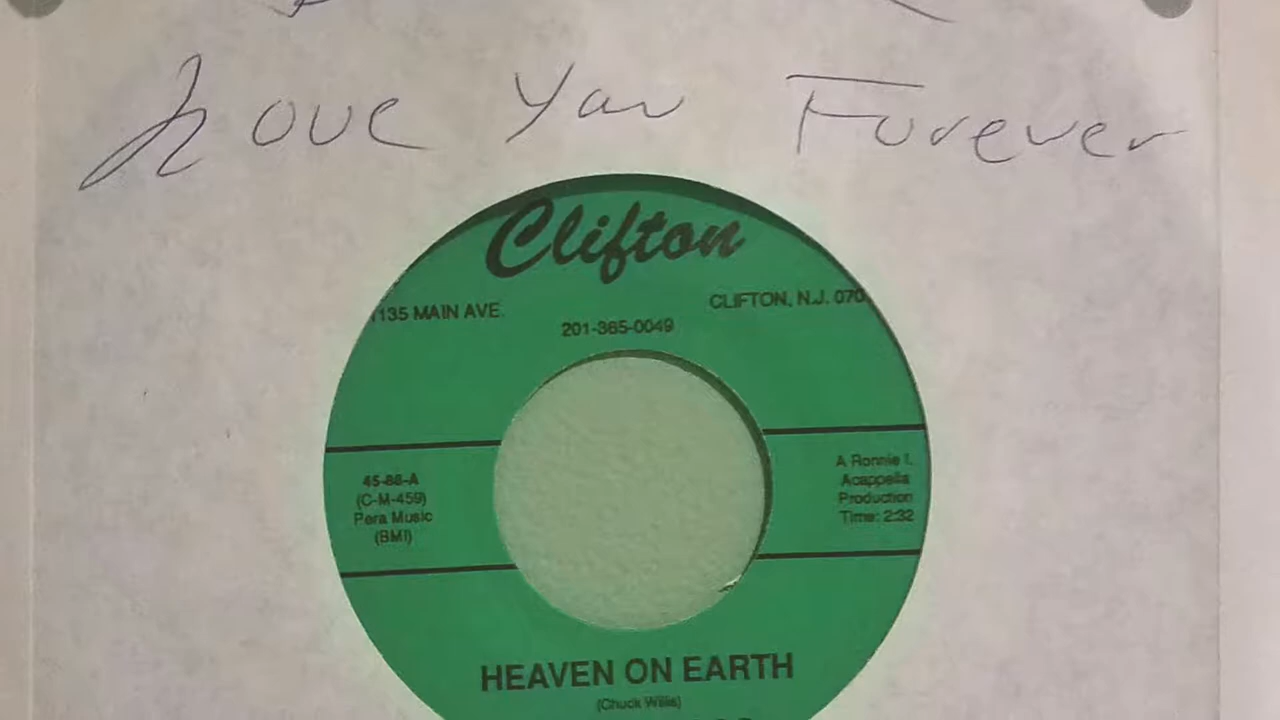 Love You Forever
Clifton
1135 MAIN AVE.
CLIFTON, N.J. 070
201-365-0049
45-88-A
(C-M-459)
Pera Music
(BMI)
A Ronnie I.
Acappella
Production
Time: 2:32
HEAVEN ON EARTH
(Chuck Willis)